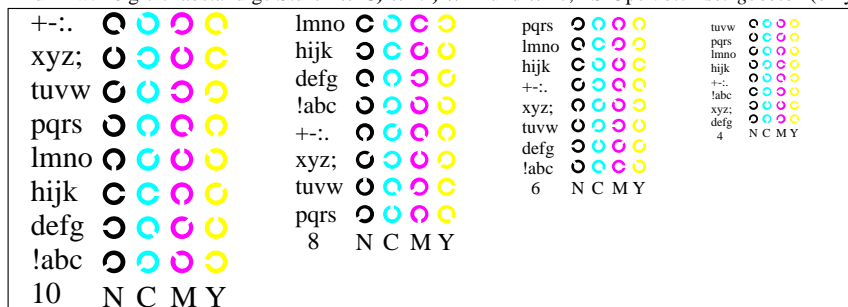 +-:.
xyz;
tuvw
pqrs
lmno
hijk
defg
!abc
10 N C M Y
lmno
hijk
defg
!abc
+-:.
xyz;
tuvw
pqrs
8 N C M Y
pqrs
lmno
hijk
+-:.
xyz;
tuvw
defg
!abc
6 N C M Y
tuvw
pqrs
lmno
hijk
+-:.
!abc
xyz;
defg
4 N C M Y